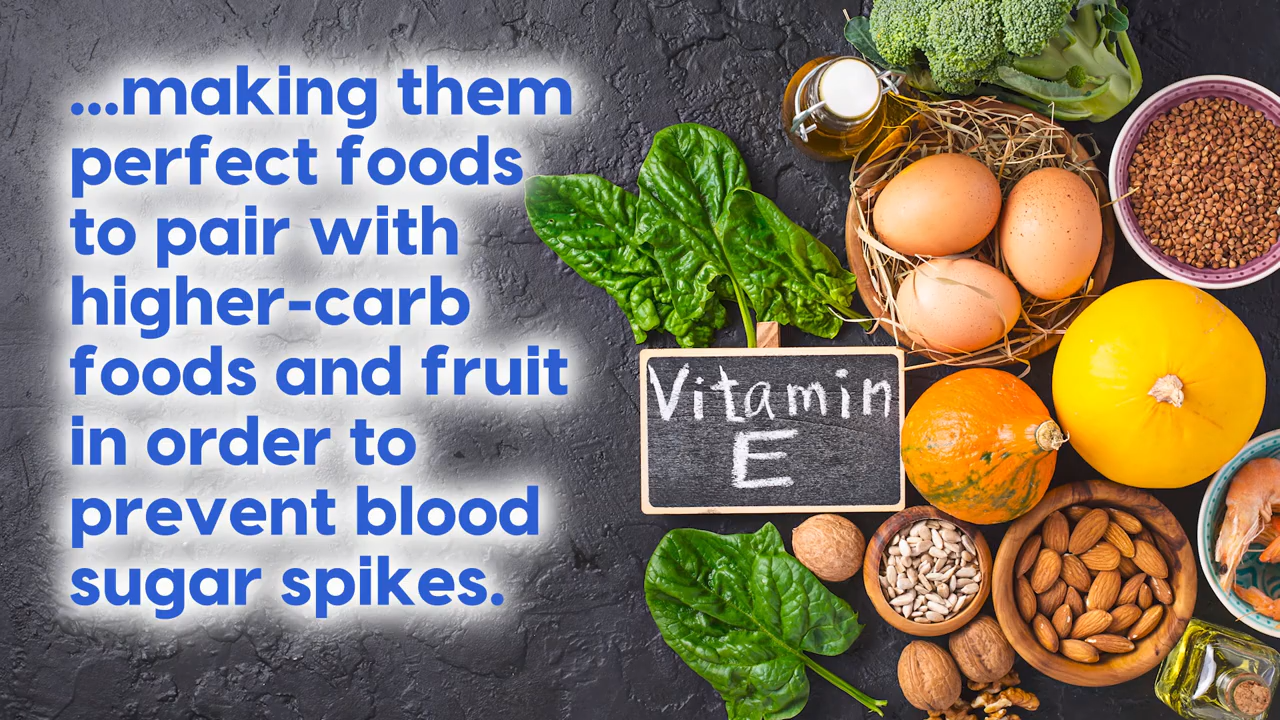 ...making them
perfect foods
to pair with
higher-carb
foods and fruit
in order to
prevent blood
sugar spikes.
Vitamin
E